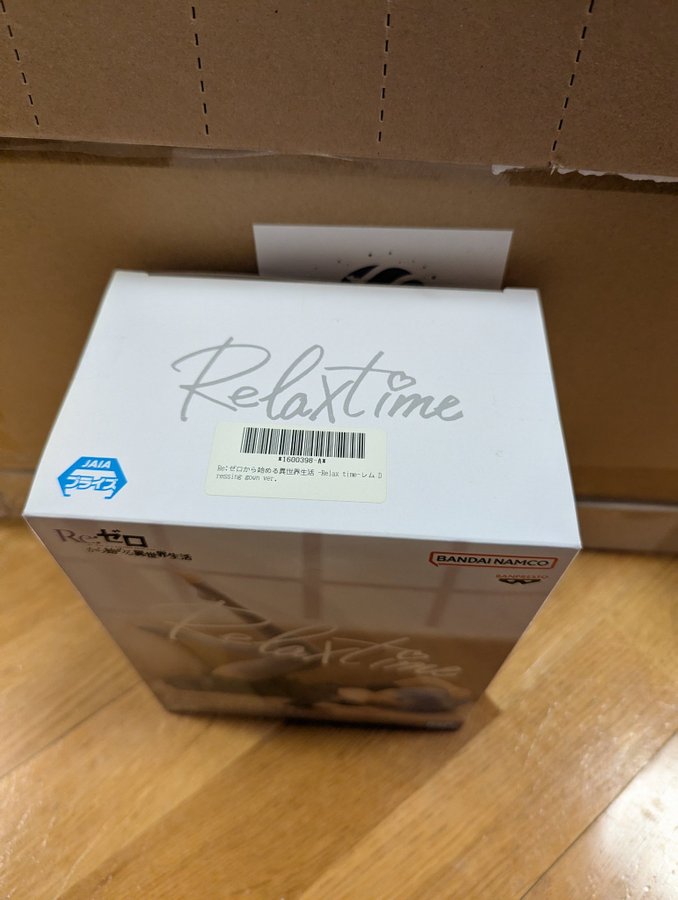 Relaxtime
*1600398-A*
Re:ゼロから始める異世界生活 -Relax time-レム D
ressing gown ver.
JAIA
プライズ
Re:ゼロ
から始める異世界生活
BANDAI NAMCO
BANPRESTO
Relaxtime